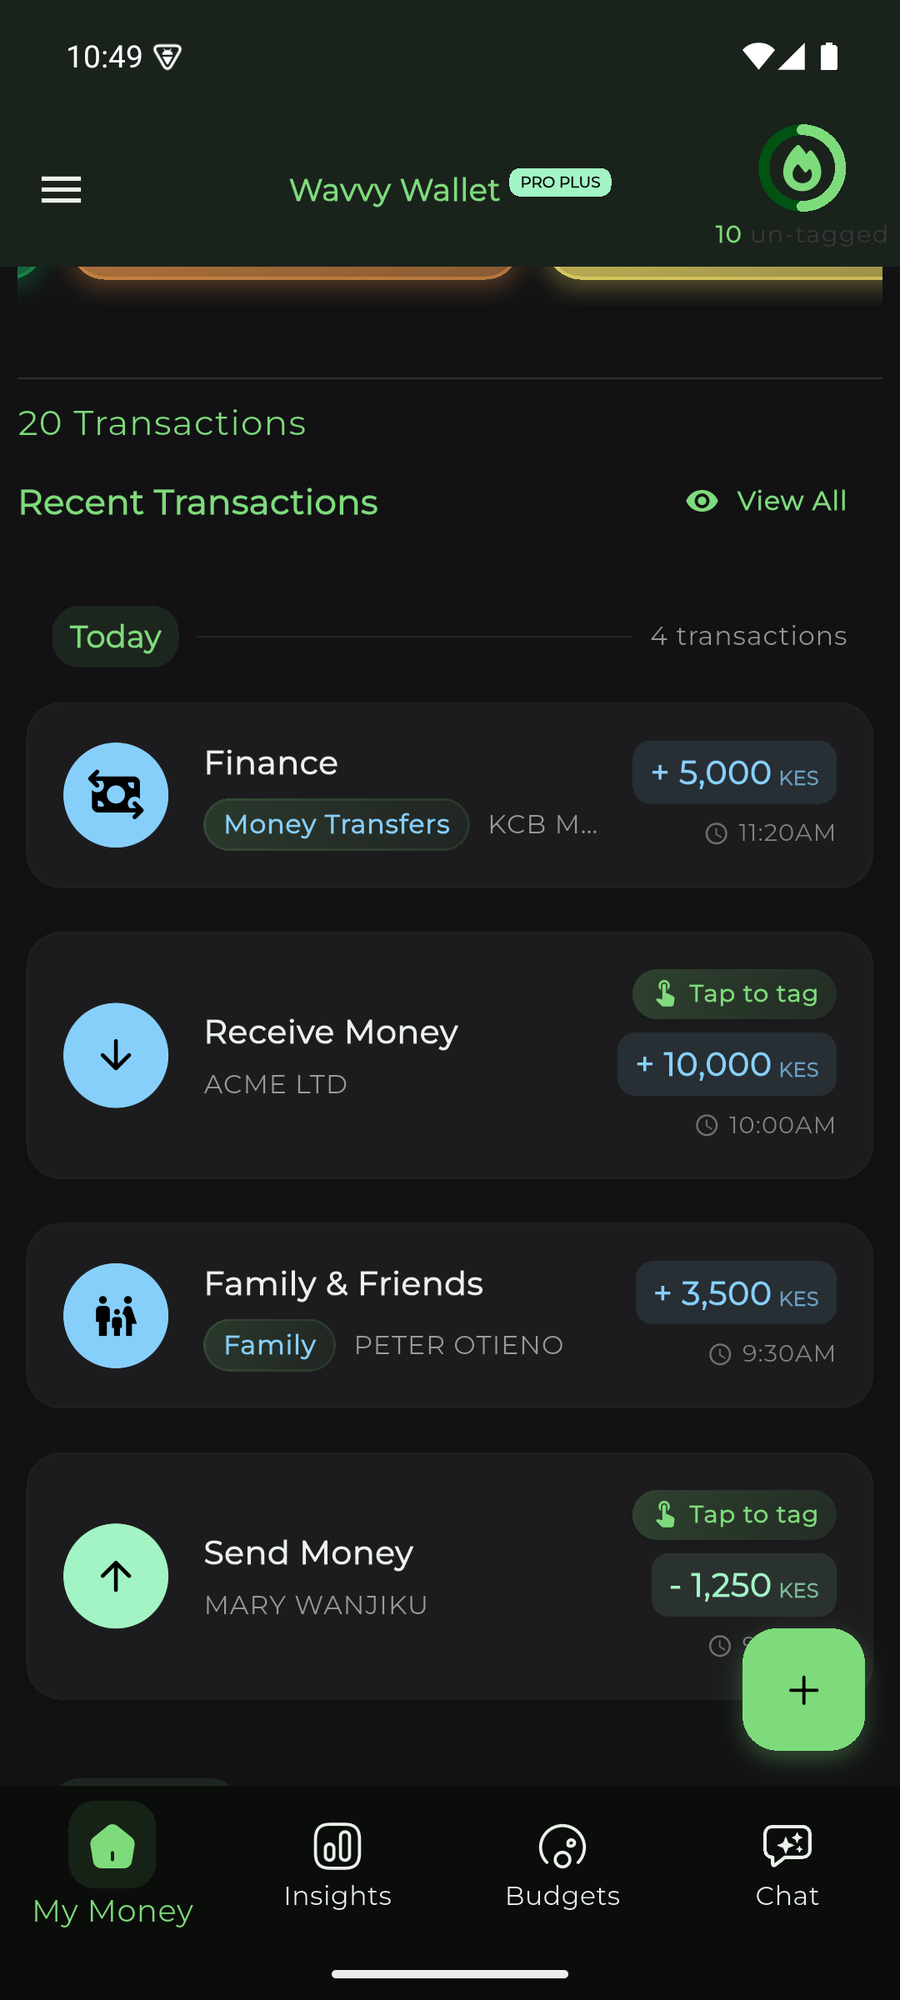 10:49
Wavvy Wallet PRO PLUS
10 un-tagged
20 Transactions
Recent Transactions
View All
Today
4 transactions
Finance
Money Transfers KCB M...
+ 5,000 KES
11:20AM
Tap to tag
Receive Money
ACME LTD
+ 10,000 KES
10:00AM
Family & Friends
Family PETER OTIENO
+ 3,500 KES
9:30AM
Tap to tag
Send Money
MARY WANJIKU
- 1,250 KES
My Money
Insights
Budgets
Chat